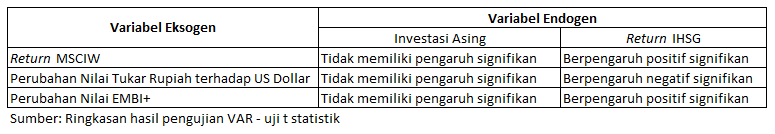 Variabel Eksogen Variabel Endogen
Investasi Asing Return IHSG
Return MSCIW Tidak memiliki pengaruh signifikan Berpengaruh positif signifikan
Perubahan Nilai Tukar Rupiah terhadap US Dollar Tidak memiliki pengaruh signifikan Berpengaruh negatif signifikan
Perubahan Nilai EMBI+ Tidak memiliki pengaruh signifikan Berpengaruh positif signifikan
Sumber: Ringkasan hasil pengujian VAR - uji t statistik